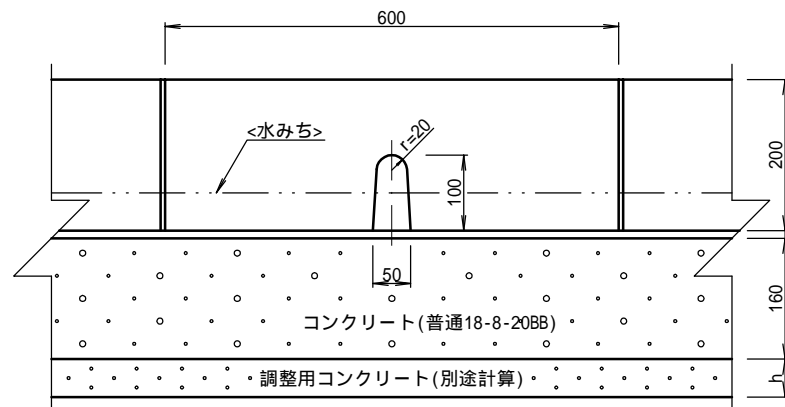 600
<水みち>
r=20
200
100
50
160
コンクリート(普通18-8-20BB)
調整用コンクリート(別途計算)
h